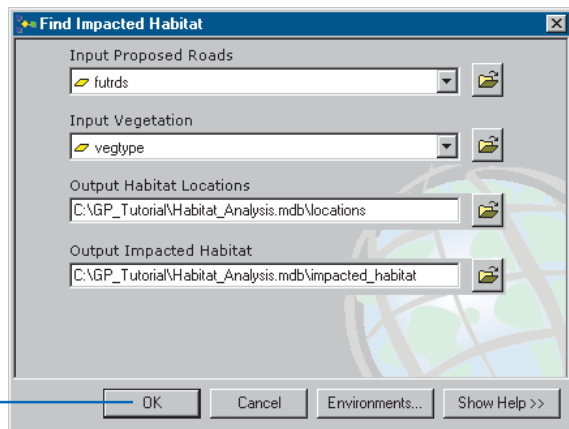 Find Impacted Habitat
Input Proposed Roads
futrds
Input Vegetation
vegtype
Output Habitat Locations
C:\GP_Tutorial\Habitat_Analysis.mdb\locations
Output Impacted Habitat
C:\GP_Tutorial\Habitat_Analysis.mdb\impacted_habitat
OK Cancel Environments... Show Help >>